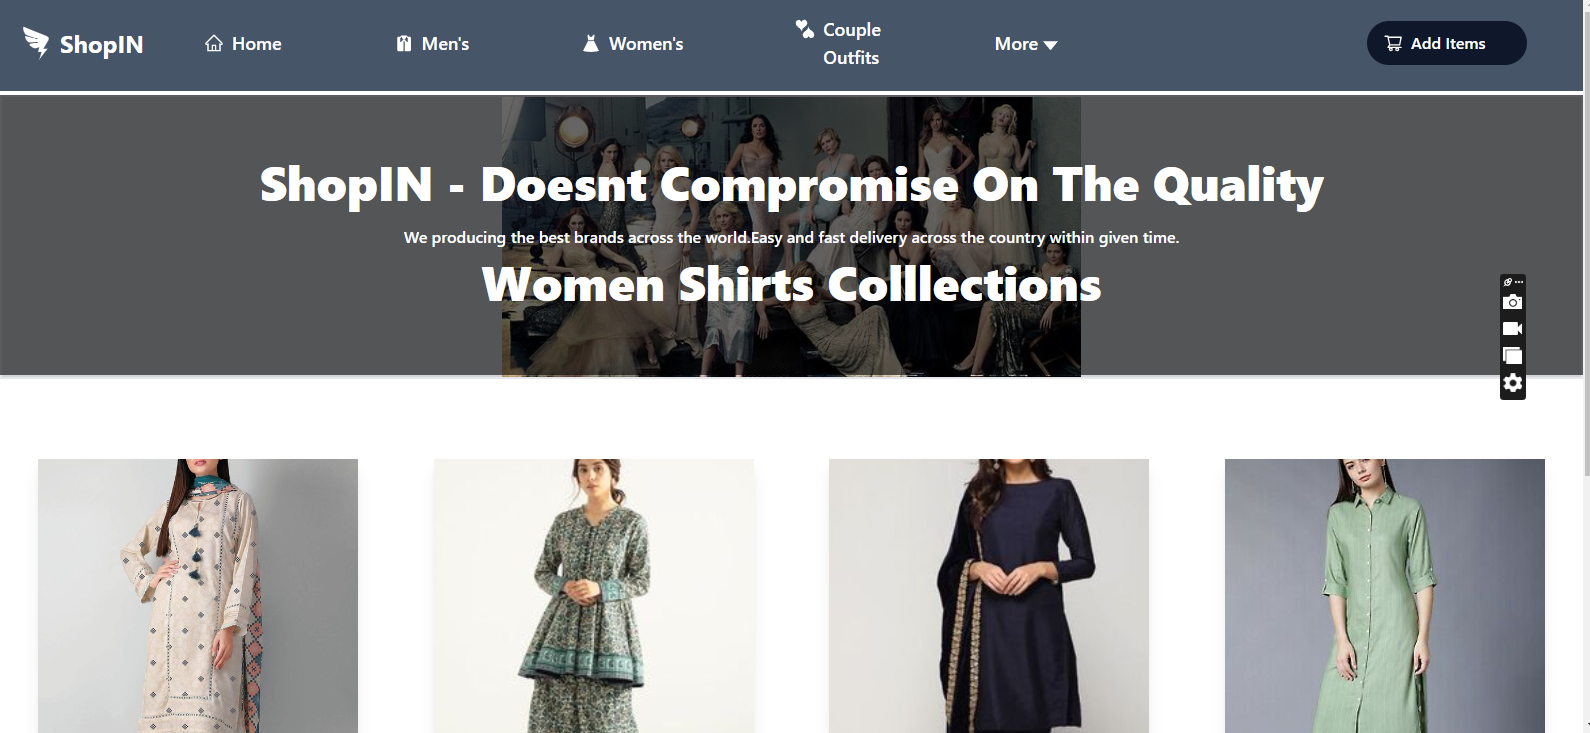 ShopIN
Home
Men's
Women's
Couple
Outfits
More
Add Items
ShopIN - Doesnt Compromise On The Quality
We producing the best brands across the world.Easy and fast delivery across the country within given time.
Women Shirts Colllections